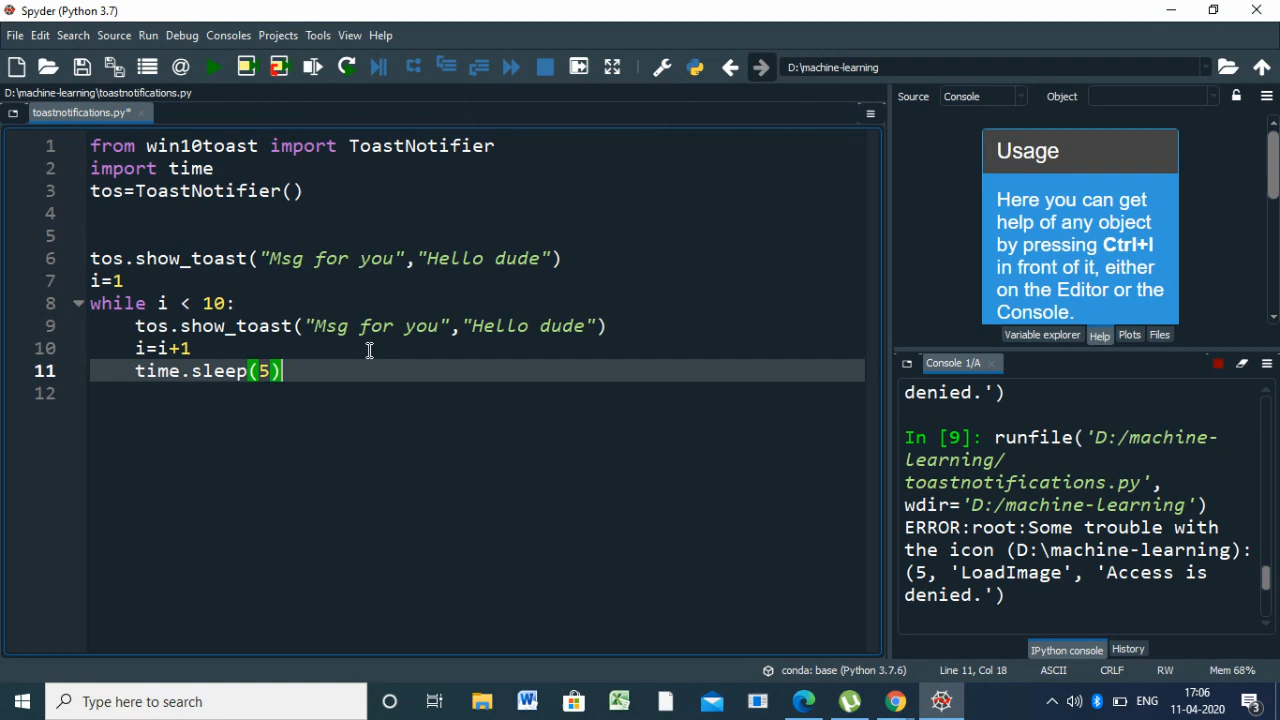 Spyder (Python 3.7)
File Edit Search Source Run Debug Consoles Projects Tools View Help
D:\machine-learning
D:\machine-learning\toastnotifications.py
toastnotifications.py*
1 from win10toast import ToastNotifier
2 import time
3 tos=ToastNotifier()
4
5
6 tos.show_toast("Msg for you","Hello dude")
7 i=1
8 while i < 10:
9 tos.show_toast("Msg for you","Hello dude")
10 i=i+1
11 time.sleep(5)
12
Source Console Object
Usage
Here you can get
help of any object
by pressing Ctrl+I
in front of it, either
on the Editor or the
Console.
Variable explorer Help Plots Files
Console 1/A
denied.')
In [9]: runfile('D:/machine-
learning/
toastnotifications.py',
wdir='D:/machine-learning')
ERROR:root:Some trouble with
the icon (D:\machine-learning):
(5, 'LoadImage', 'Access is
denied.')
IPython console History
conda: base (Python 3.7.6) Line 11, Col 18 ASCII CRLF RW Mem 68%
Type here to search
ENG
17:06
11-04-2020
3